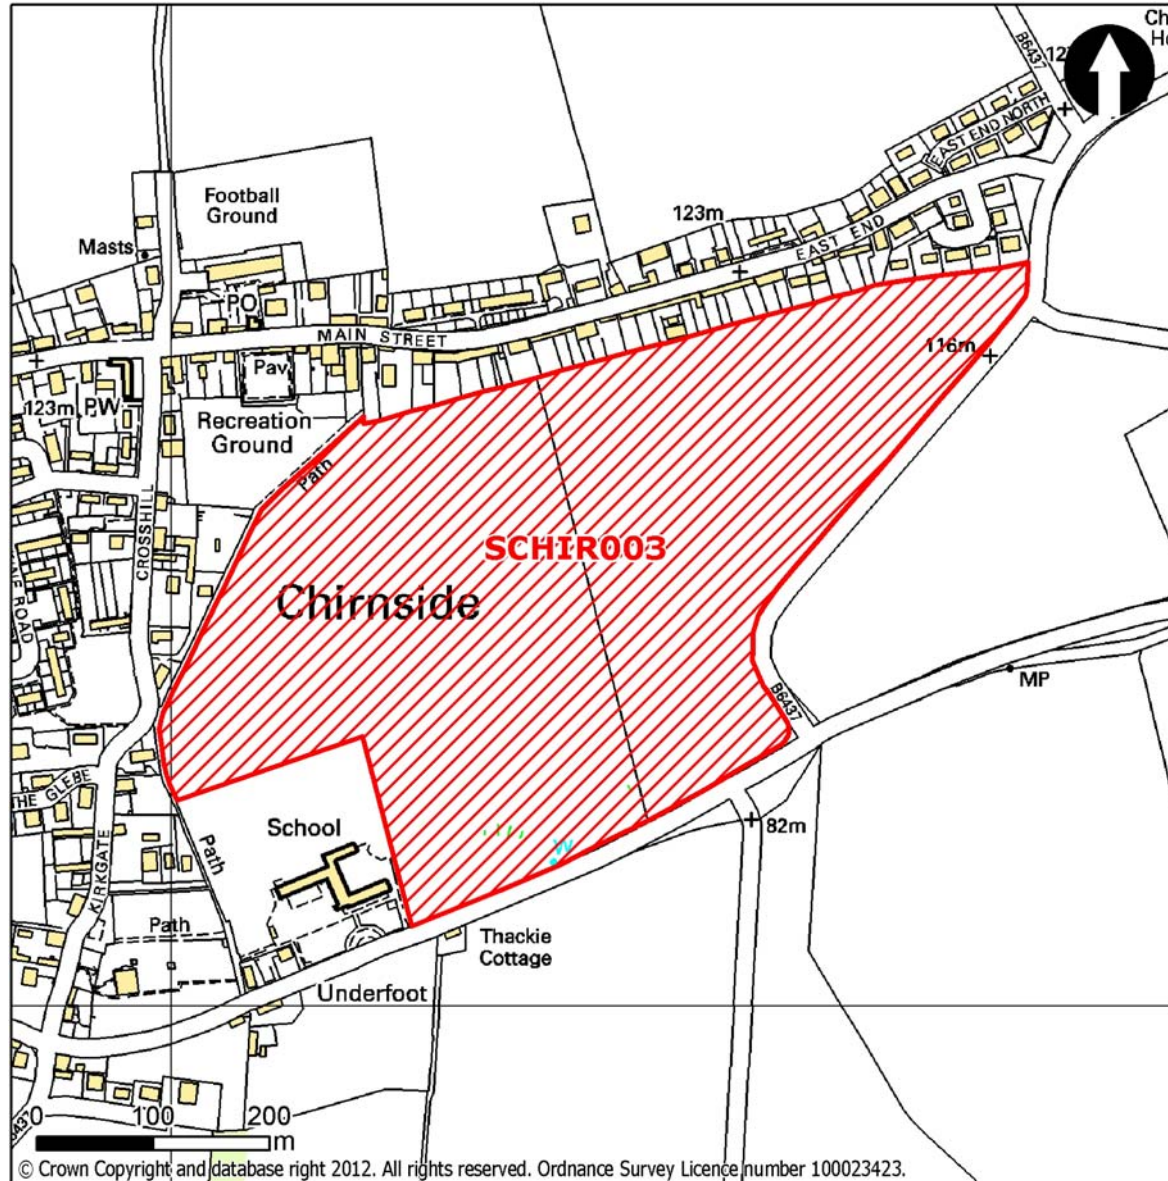 Ch
Ho
B6437
EAST END NORTH
Football
Ground
123m
Masts
EAST END
PO
MAIN STREET
116m
Pav
123m
PW
Recreation
Ground
Path
SCHIR003
CROSSHILL
Chirnside
MP
B6437
THE GLEBE
School
82m
W
Path
KIRKGATE
Path
Thackie
Cottage
Underfoot
0 100 200
m
© Crown Copyright and database right 2012. All rights reserved. Ordnance Survey Licence number 100023423.